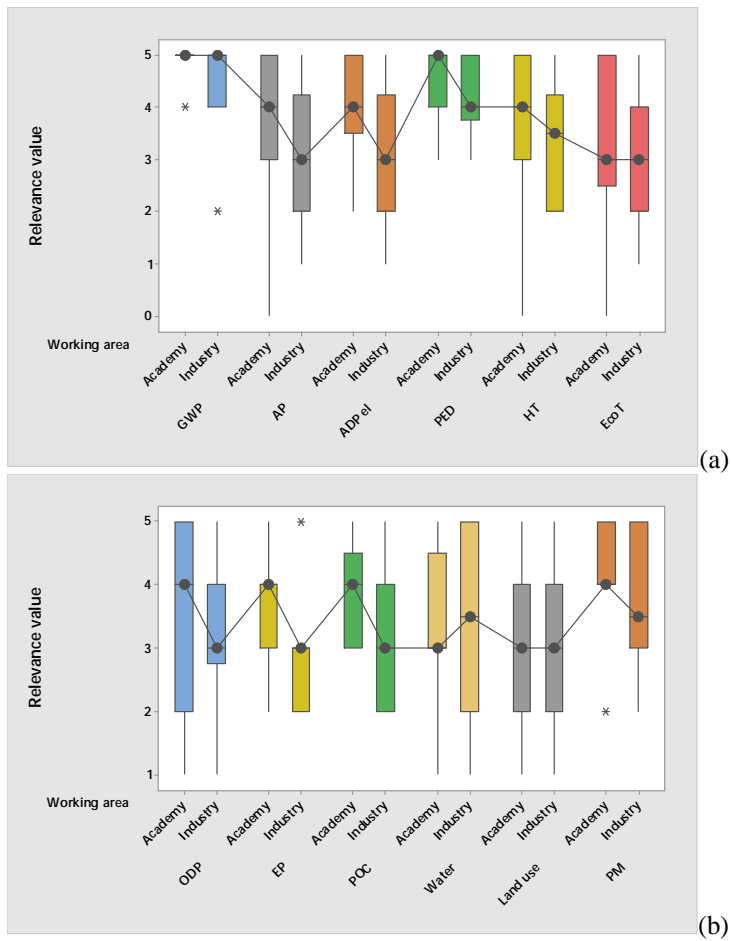 5
4
3
2
1
0
Relevance value
Working area
Academy Industry Academy Industry Academy Industry Academy Industry Academy Industry Academy Industry
GWP AP ADP el PED HT EcoT
(a)
5
4
3
2
1
Relevance value
Working area
Academy Industry Academy Industry Academy Industry Academy Industry Academy Industry Academy Industry
ODP EP POC Water Land use PM
(b)